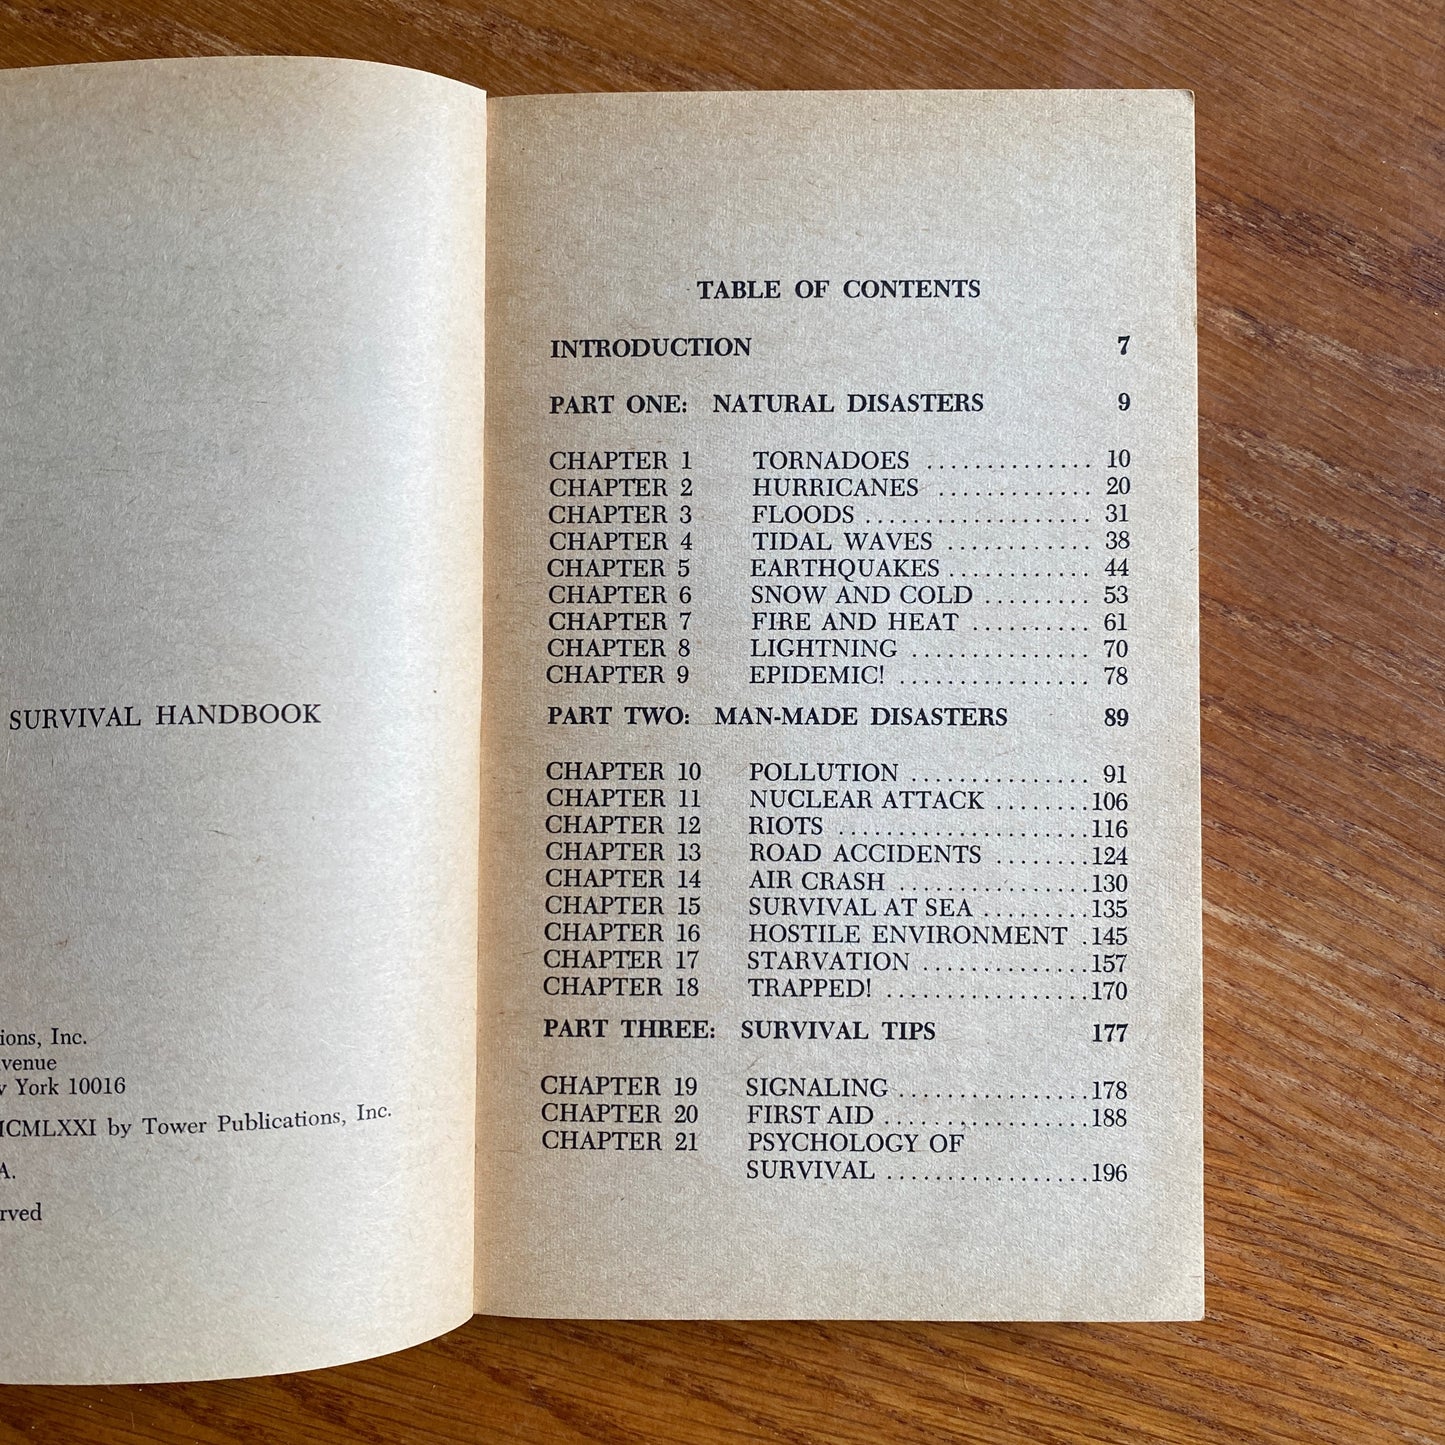 SURVIVAL HANDBOOK
Inc.
York 10016
by Tower Publications, Inc.
TABLE OF CONTENTS
INTRODUCTION 7
PART ONE: NATURAL DISASTERS 9
CHAPTER 1 TORNADOES .............. 10
CHAPTER 2 HURRICANES ............. 20
CHAPTER 3 FLOODS ................... 31
CHAPTER 4 TIDAL WAVES ............ 38
CHAPTER 5 EARTHQUAKES ............ 44
CHAPTER 6 SNOW AND COLD ......... 53
CHAPTER 7 FIRE AND HEAT .......... 61
CHAPTER 8 LIGHTNING ............... 70
CHAPTER 9 EPIDEMIC! ................ 78
PART TWO: MAN-MADE DISASTERS 89
CHAPTER 10 POLLUTION ............... 91
CHAPTER 11 NUCLEAR ATTACK ........ 106
CHAPTER 12 RIOTS ..................... 116
CHAPTER 13 ROAD ACCIDENTS ........ 124
CHAPTER 14 AIR CRASH ................ 130
CHAPTER 15 SURVIVAL AT SEA ......... 135
CHAPTER 16 HOSTILE ENVIRONMENT . 145
CHAPTER 17 STARVATION .............. 157
CHAPTER 18 TRAPPED! ................. 170
PART THREE: SURVIVAL TIPS 177
CHAPTER 19 SIGNALING ................ 178
CHAPTER 20 FIRST AID ................. 188
CHAPTER 21 PSYCHOLOGY OF
SURVIVAL ................. 196